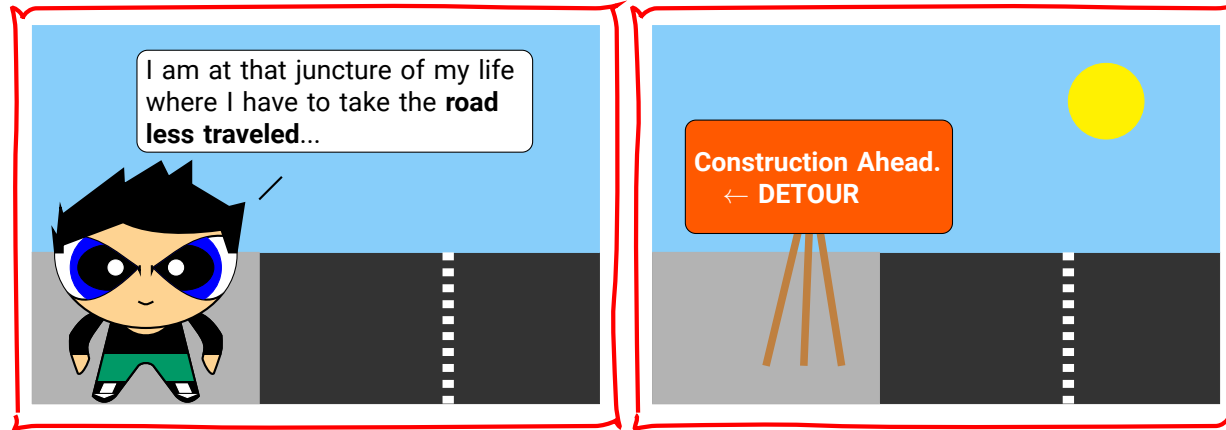 I am at that juncture of my life
where I have to take the road
less traveled...
Construction Ahead.
← DETOUR